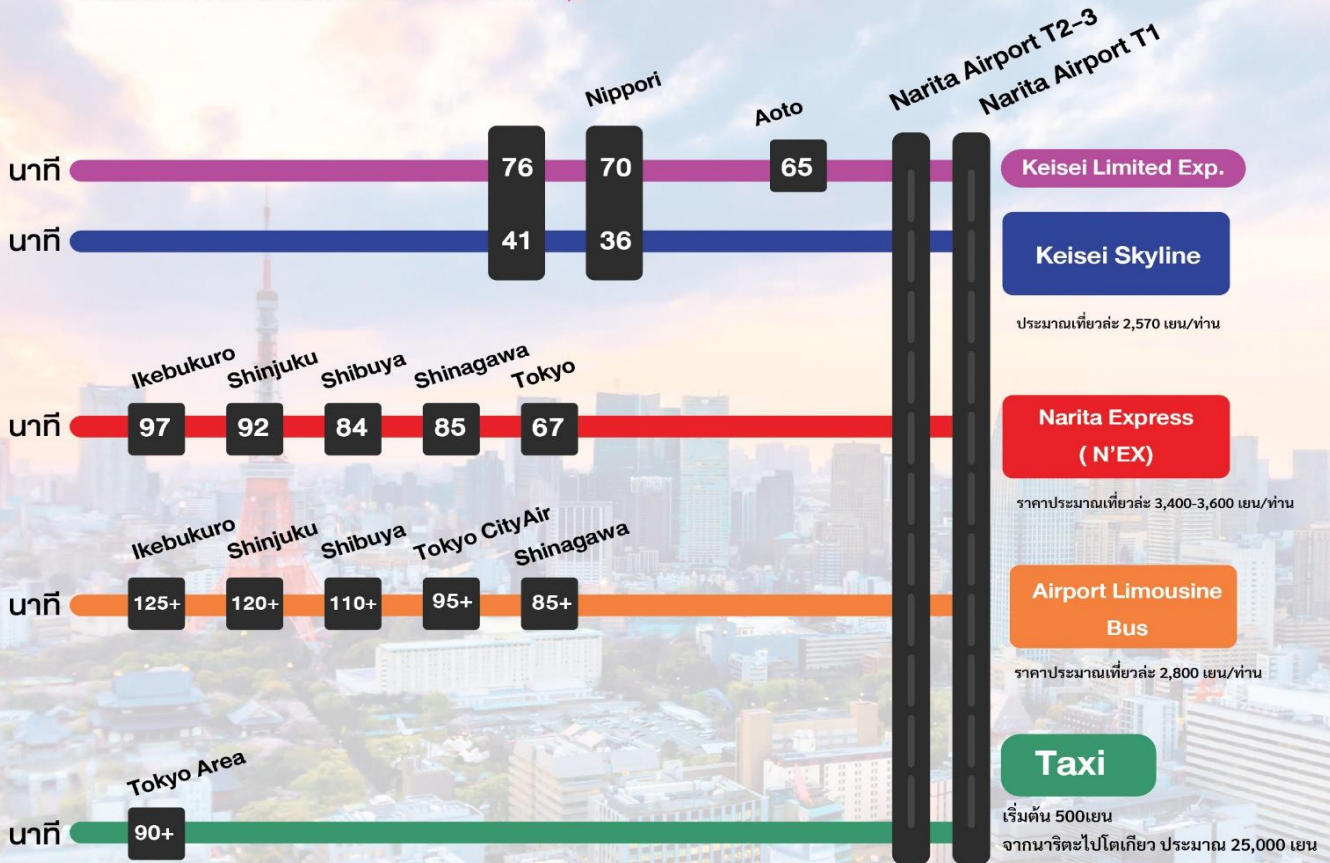 Narita Airport T2-3
Narita Airport T1
Nippori
Aoto
นาที
76
70
65
Keisei Limited Exp.
นาที
41
36
Keisei Skyline
ประมาณเที่ยวล่ะ 2,570 เยน/ท่าน
Ikebukuro
Shinjuku
Shibuya
Shinagawa
Tokyo
นาที
97
92
84
85
67
Narita Express
( N'EX)
ราคาประมาณเที่ยวล่ะ 3,400-3,600 เยน/ท่าน
Ikebukuro
Shinjuku
Shibuya
Tokyo CityAir
Shinagawa
นาที
125+
120+
110+
95+
85+
Airport Limousine
Bus
ราคาประมาณเที่ยวล่ะ 2,800 เยน/ท่าน
Tokyo Area
นาที
90+
Taxi
เริ่มต้น 500เยน
จากนาริตะไปโตเกียว ประมาณ 25,000 เยน